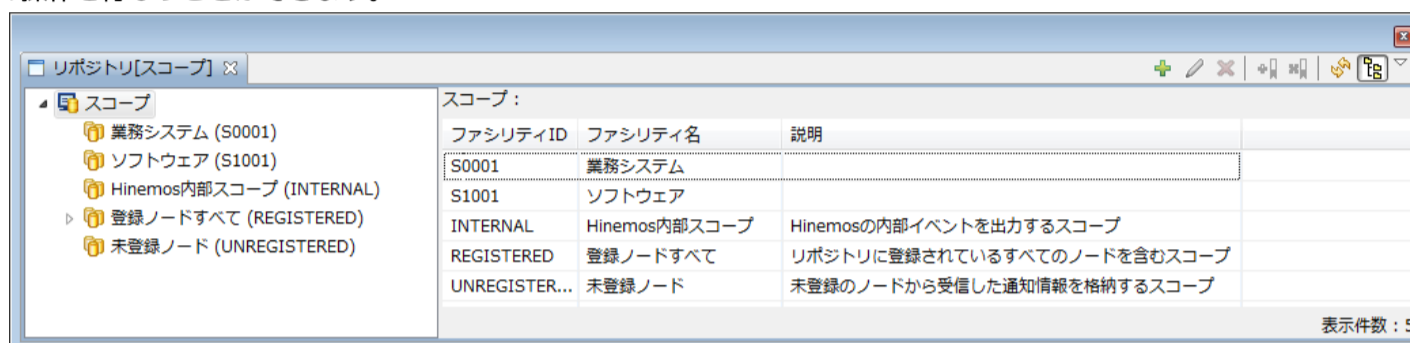 リポジトリ[スコープ]
スコープ
業務システム (S0001)
ソフトウェア (S1001)
Hinemos内部スコープ (INTERNAL)
登録ノードすべて (REGISTERED)
未登録ノード (UNREGISTERED)
スコープ :
ファシリティID ファシリティ名 説明
S0001 業務システム
S1001 ソフトウェア
INTERNAL Hinemos内部スコープ Hinemosの内部イベントを出力するスコープ
REGISTERED 登録ノードすべて リポジトリに登録されているすべてのノードを含むスコープ
UNREGISTER... 未登録ノード 未登録のノードから受信した通知情報を格納するスコープ
表示件数 : 5